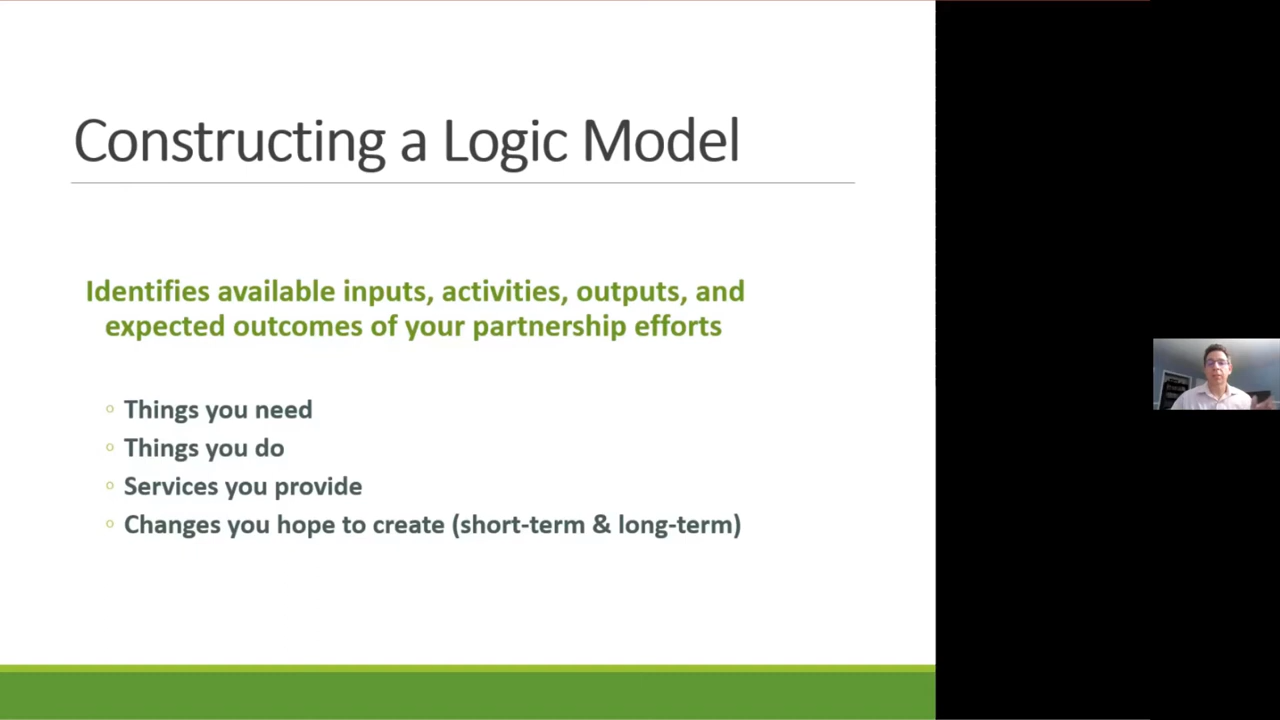 Constructing a Logic Model
Identifies available inputs, activities, outputs, and
expected outcomes of your partnership efforts
◦ Things you need
◦ Things you do
◦ Services you provide
◦ Changes you hope to create (short-term & long-term)